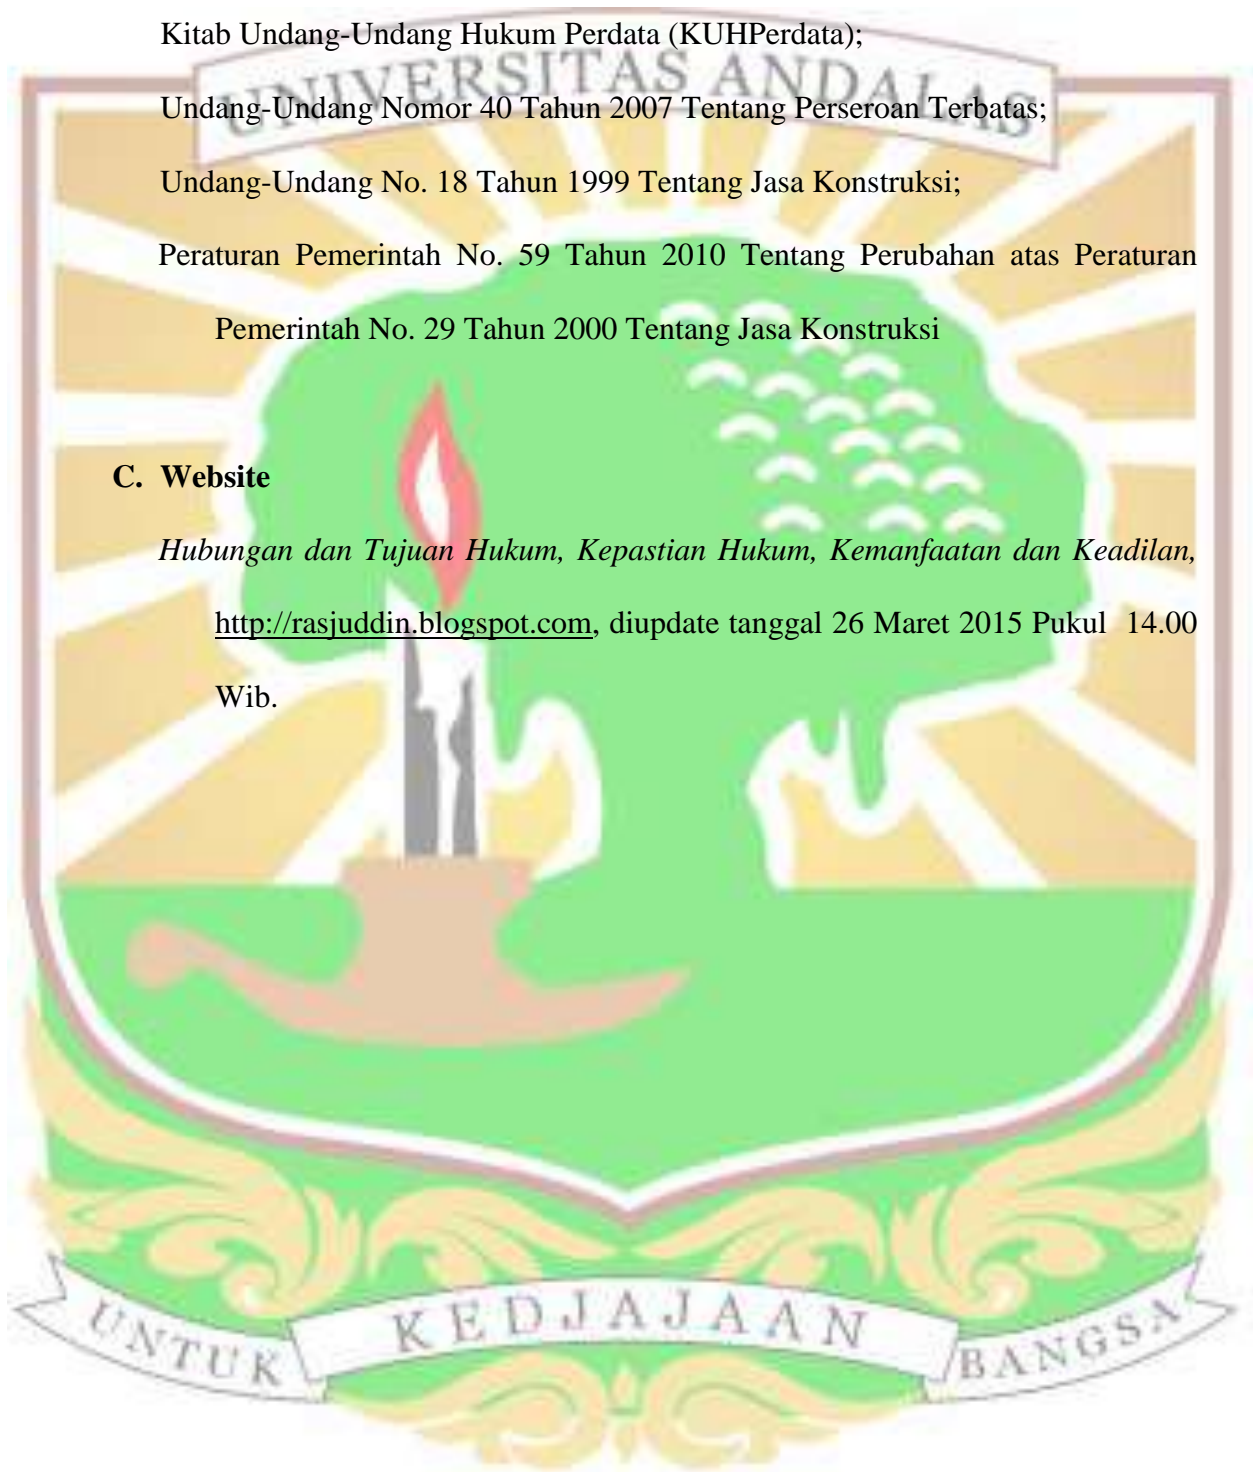 Kitab Undang-Undang Hukum Perdata (KUHPerdata);
UNIVERSITAS ANDALAS
Undang-Undang Nomor 40 Tahun 2007 Tentang Perseroan Terbatas;
Undang-Undang No. 18 Tahun 1999 Tentang Jasa Konstruksi;
Peraturan Pemerintah No. 59 Tahun 2010 Tentang Perubahan atas Peraturan
Pemerintah No. 29 Tahun 2000 Tentang Jasa Konstruksi
C. Website
Hubungan dan Tujuan Hukum, Kepastian Hukum, Kemanfaatan dan Keadilan,
http://rasjuddin.blogspot.com, diupdate tanggal 26 Maret 2015 Pukul 14.00
Wib.
UNTUK KEDJAJAAN BANGSA